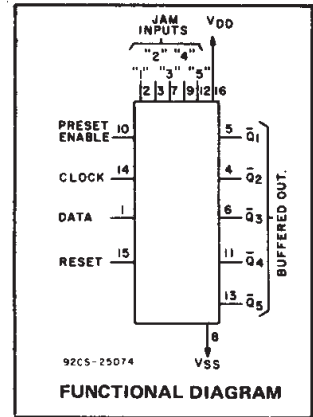 JAM
INPUTS
VDD
"2" "4"
"1" "3" "5"
2 3 7 9 12 16
PRESET
ENABLE 10
5 Q̅1
CLOCK 14
4 Q̅2
DATA 1
6 Q̅3
RESET 15
11 Q̅4
13 Q̅5
BUFFERED OUT.
8
92CS-25074
VSS
FUNCTIONAL DIAGRAM